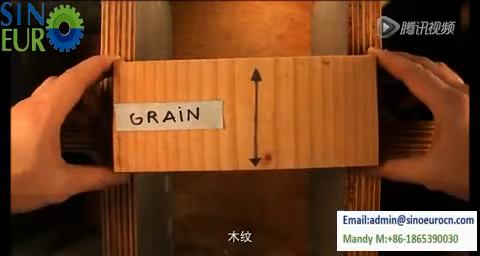 SIN
EUR
腾讯视频
GRAiN
木纹
Email:admin@sinoeurocn.com
Mandy M:+86-1865390030